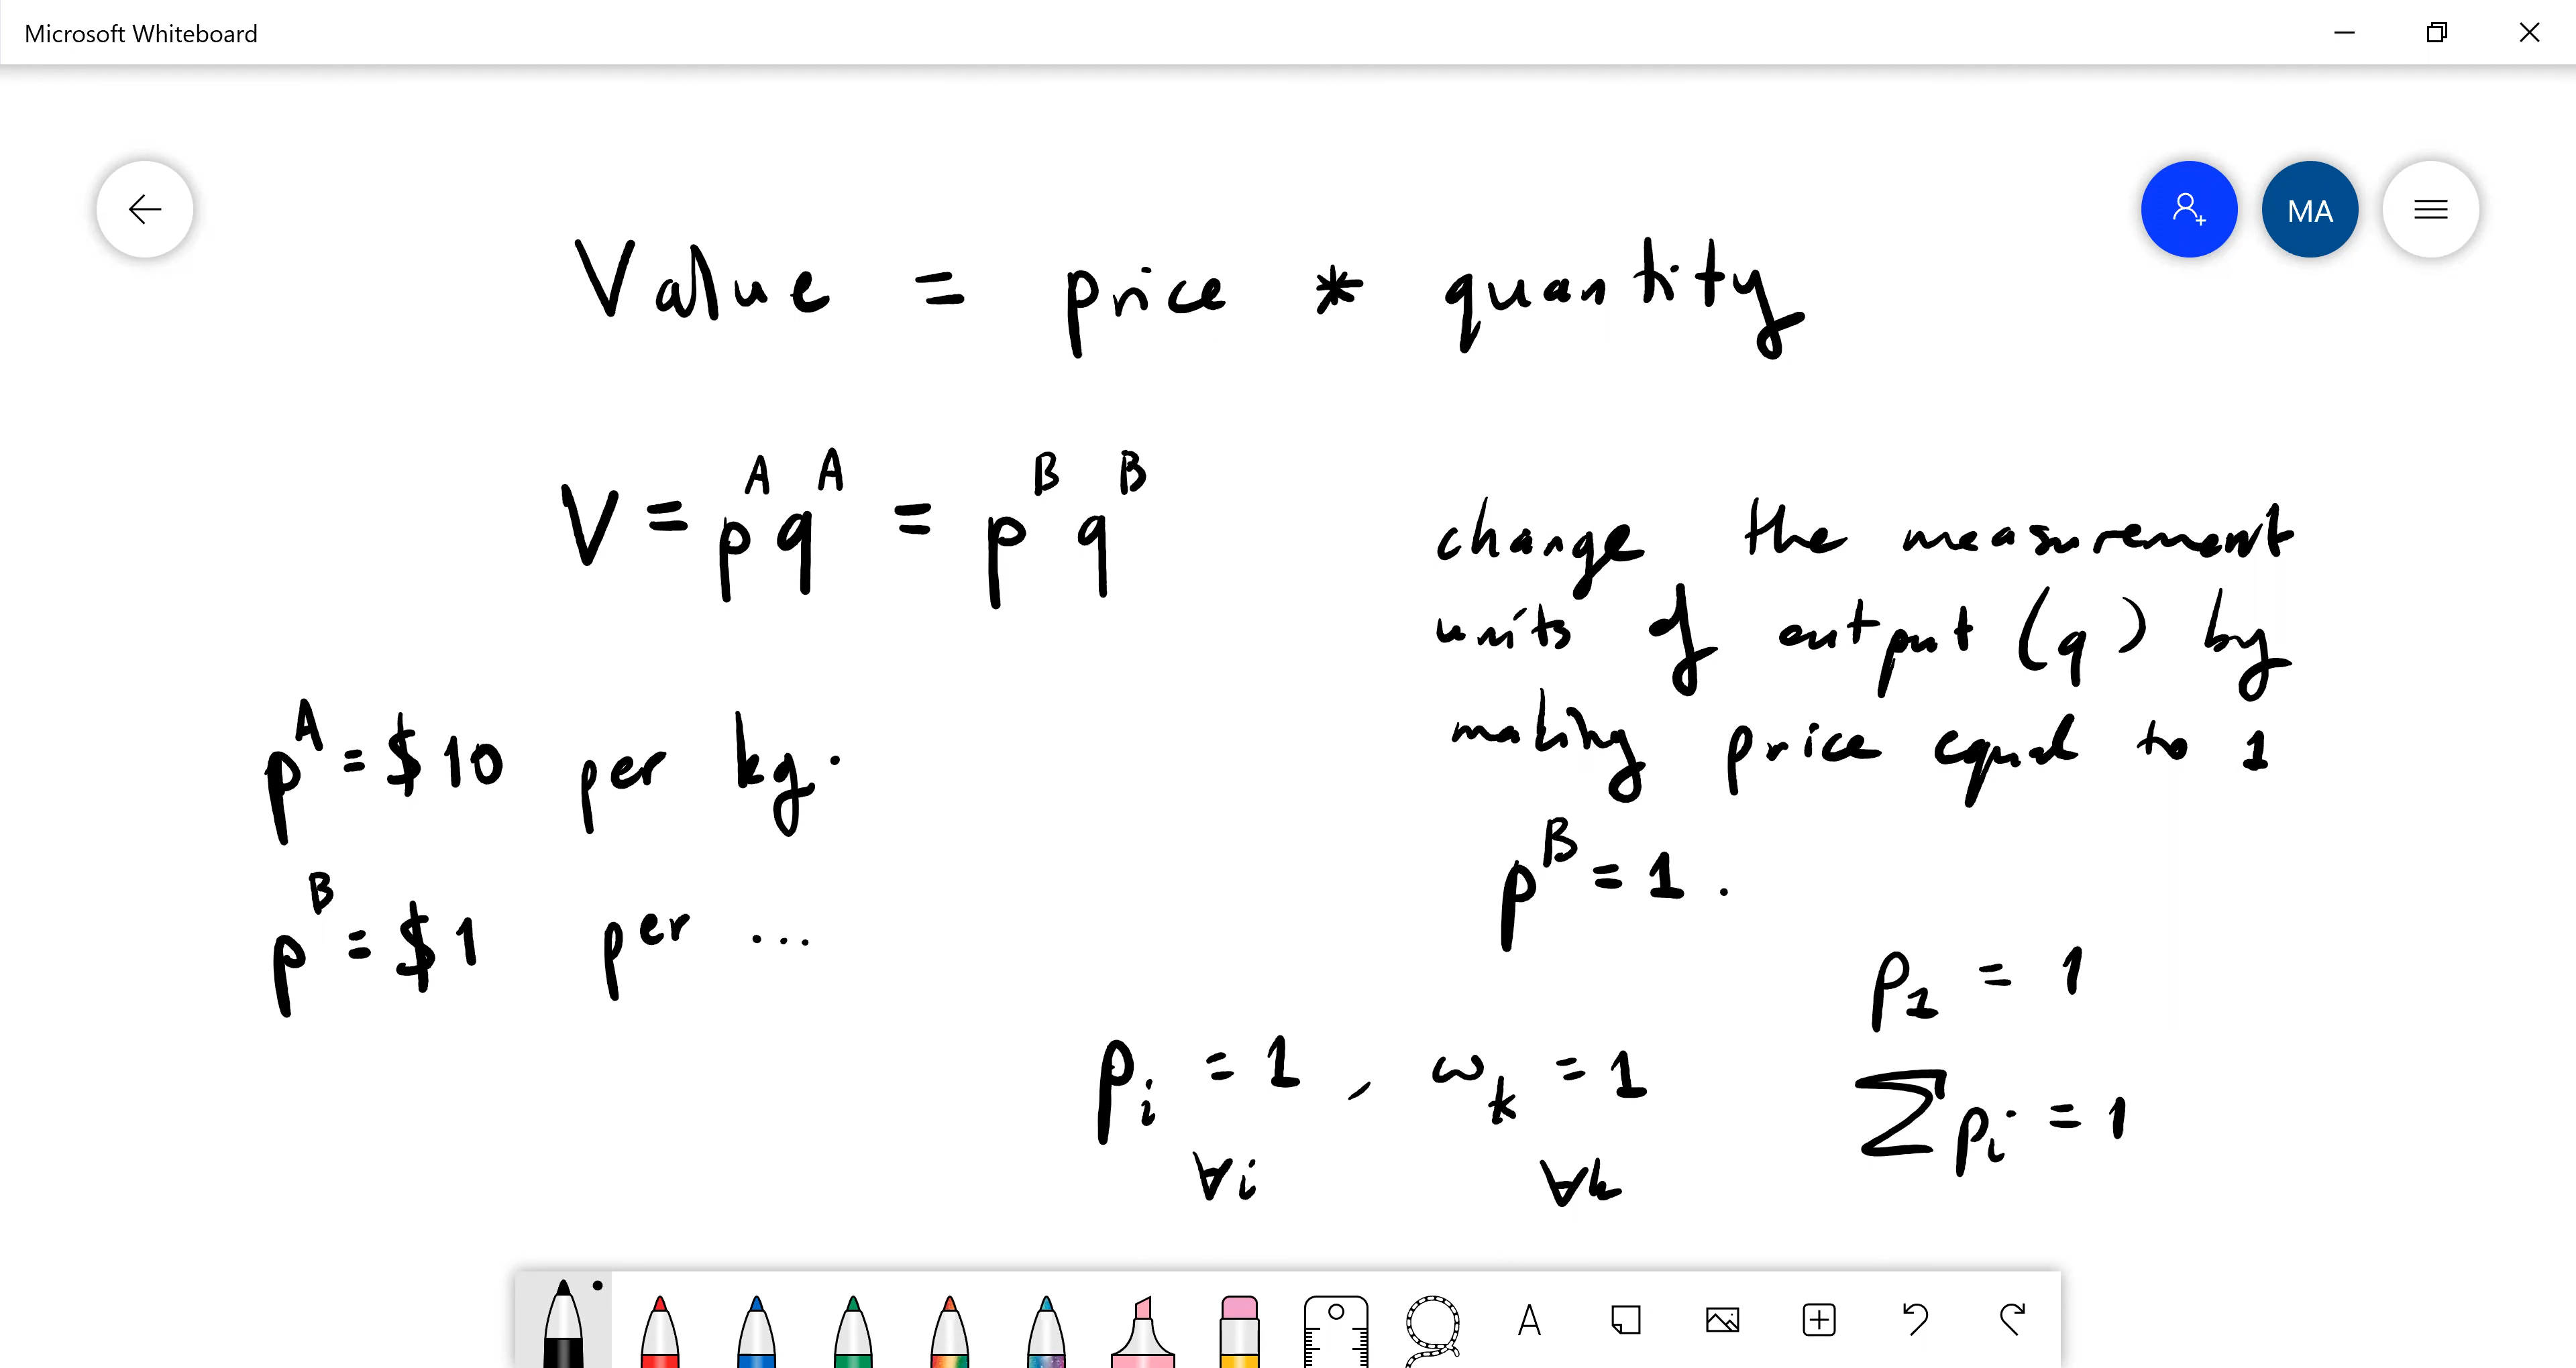 Microsoft Whiteboard
MA
Value = price * quantity
V = p^A q^A = p^B q^B
change the measurement
units of output (q) by
making price equal to 1
p^B = 1 .
p^A = $10 per kg.
p^B = $1 per ...
p_1 = 1
p_i = 1 , ω_k = 1
∀i ∀k
∑ p_i = 1
A